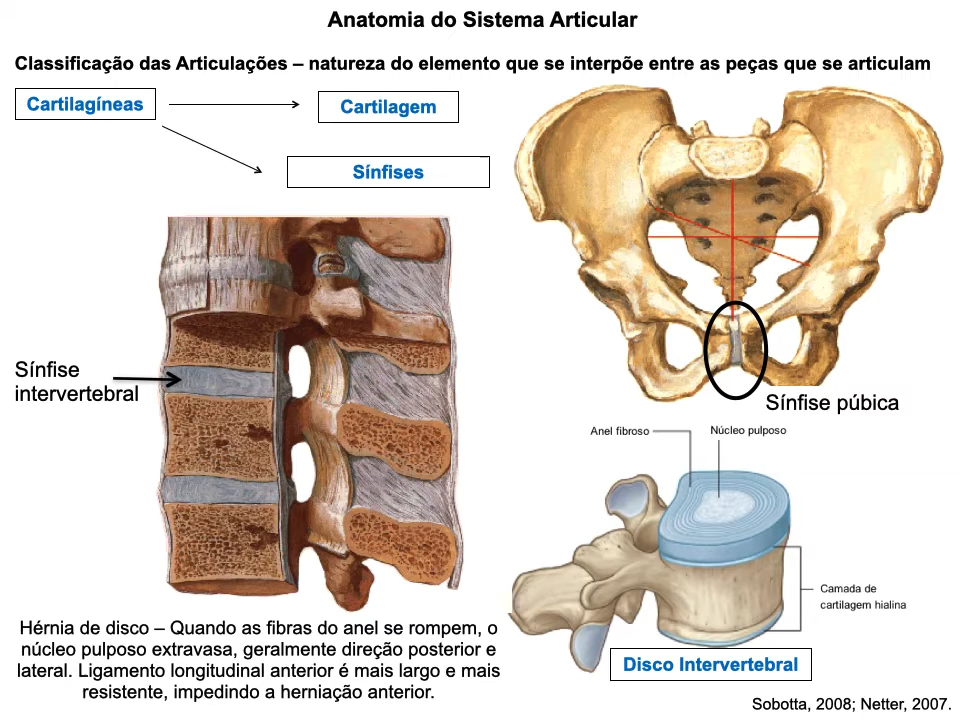 Anatomia do Sistema Articular
Classificação das Articulações – natureza do elemento que se interpõe entre as peças que se articulam
Cartilagíneas
Cartilagem
Sínfises
Sínfise
intervertebral
Sínfise púbica
Anel fibroso
Núcleo pulposo
Camada de
cartilagem hialina
Disco Intervertebral
Hérnia de disco – Quando as fibras do anel se rompem, o
núcleo pulposo extravasa, geralmente direção posterior e
lateral. Ligamento longitudinal anterior é mais largo e mais
resistente, impedindo a herniação anterior.
Sobotta, 2008; Netter, 2007.